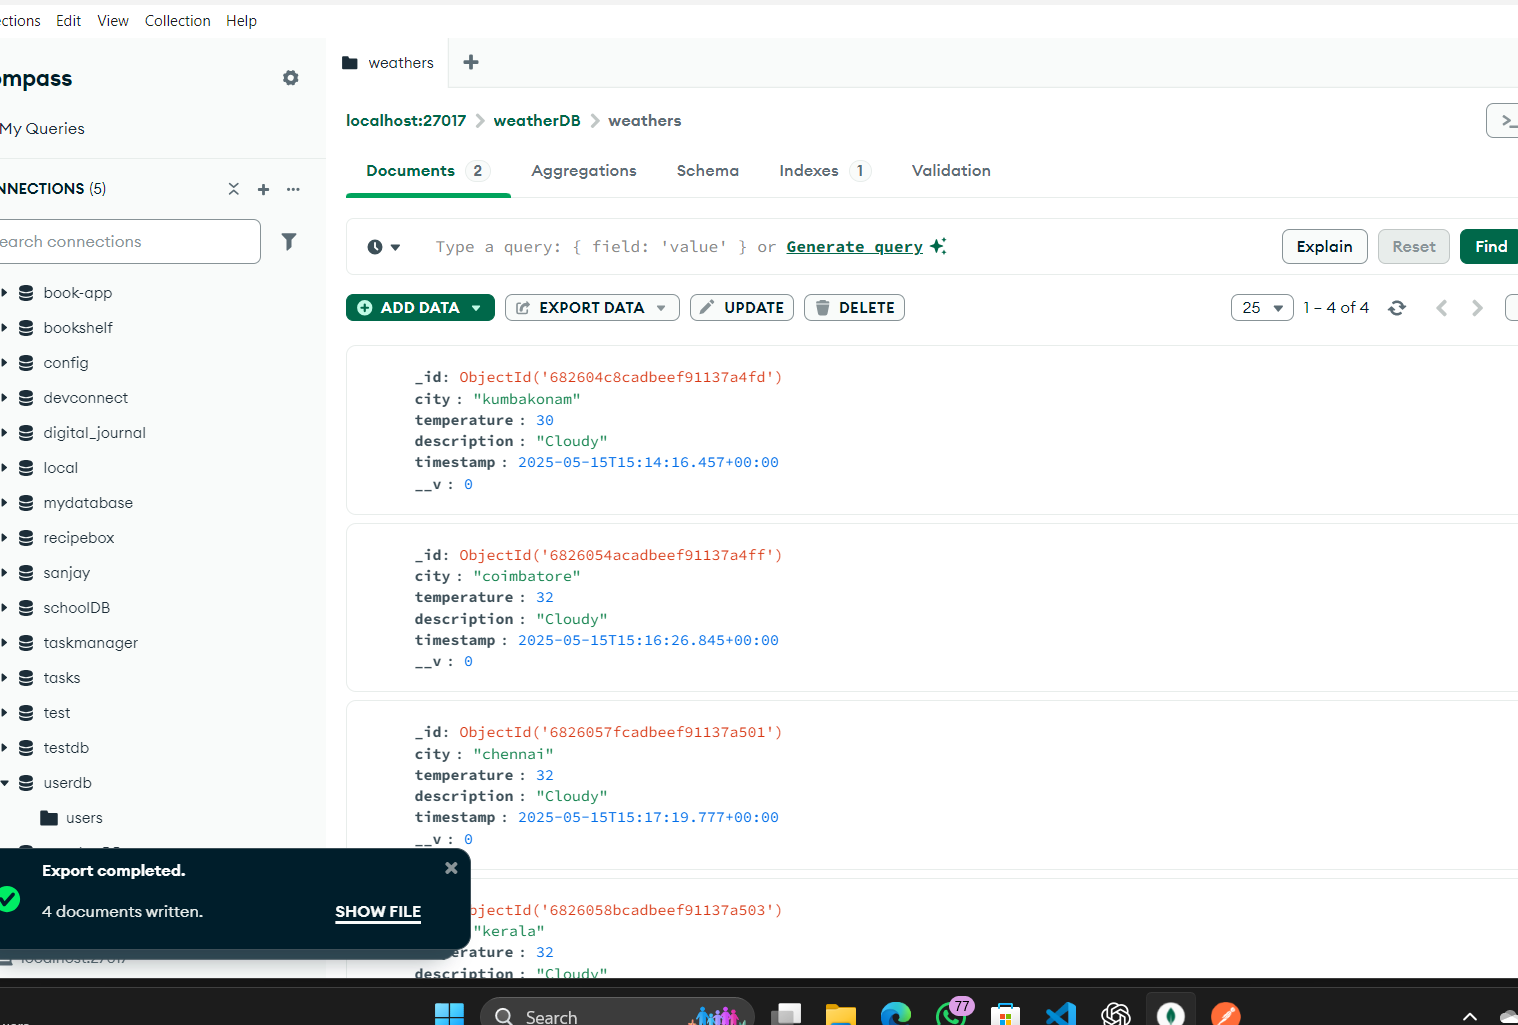 ctions Edit View Collection Help
weathers
ompass
localhost:27017 > weatherDB > weathers
My Queries
>_
Documents 2 Aggregations Schema Indexes 1 Validation
NNECTIONS (5)
earch connections
Type a query: { field: 'value' } or Generate query
Explain Reset Find
ADD DATA EXPORT DATA UPDATE DELETE
25 1 – 4 of 4
book-app
bookshelf
config
devconnect
digital_journal
local
mydatabase
recipebox
sanjay
schoolDB
taskmanager
tasks
test
testdb
userdb
users
_id: ObjectId('682604c8cadbeef91137a4fd')
city : "kumbakonam"
temperature : 30
description : "Cloudy"
timestamp : 2025-05-15T15:14:16.457+00:00
__v : 0
_id: ObjectId('6826054acadbeef91137a4ff')
city : "coimbatore"
temperature : 32
description : "Cloudy"
timestamp : 2025-05-15T15:16:26.845+00:00
__v : 0
_id: ObjectId('6826057fcadbeef91137a501')
city : "chennai"
temperature : 32
description : "Cloudy"
timestamp : 2025-05-15T15:17:19.777+00:00
__v : 0
bjectId('6826058bcadbeef91137a503')
"kerala"
erature : 32
description : "Cloudy"
Export completed.
4 documents written.
SHOW FILE
localhost:27017
Search
77